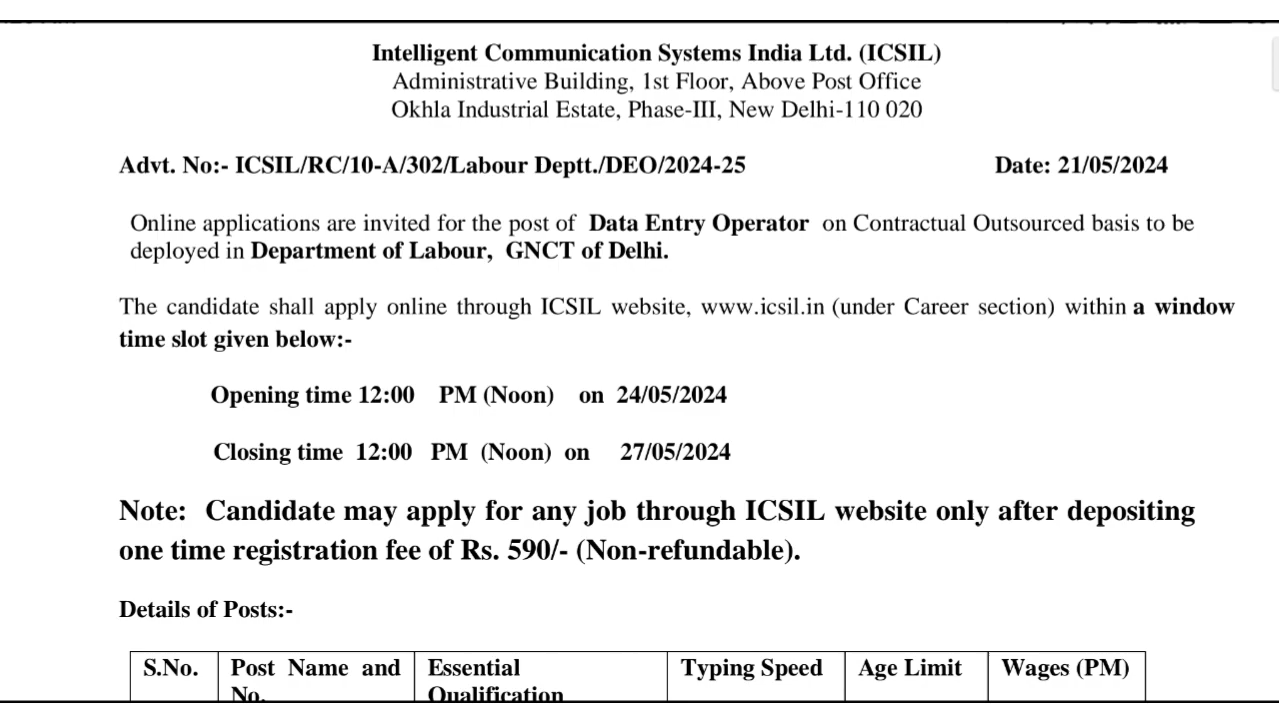 Intelligent Communication Systems India Ltd. (ICSIL)
Administrative Building, 1st Floor, Above Post Office
Okhla Industrial Estate, Phase-III, New Delhi-110 020
Advt. No:- ICSIL/RC/10-A/302/Labour Deptt./DEO/2024-25 Date: 21/05/2024
Online applications are invited for the post of Data Entry Operator on Contractual Outsourced basis to be
deployed in Department of Labour, GNCT of Delhi.
The candidate shall apply online through ICSIL website, www.icsil.in (under Career section) within a window
time slot given below:-
Opening time 12:00 PM (Noon) on 24/05/2024
Closing time 12:00 PM (Noon) on 27/05/2024
Note: Candidate may apply for any job through ICSIL website only after depositing
one time registration fee of Rs. 590/- (Non-refundable).
Details of Posts:-
S.No. Post Name and Essential Typing Speed Age Limit Wages (PM)
No. Qualification